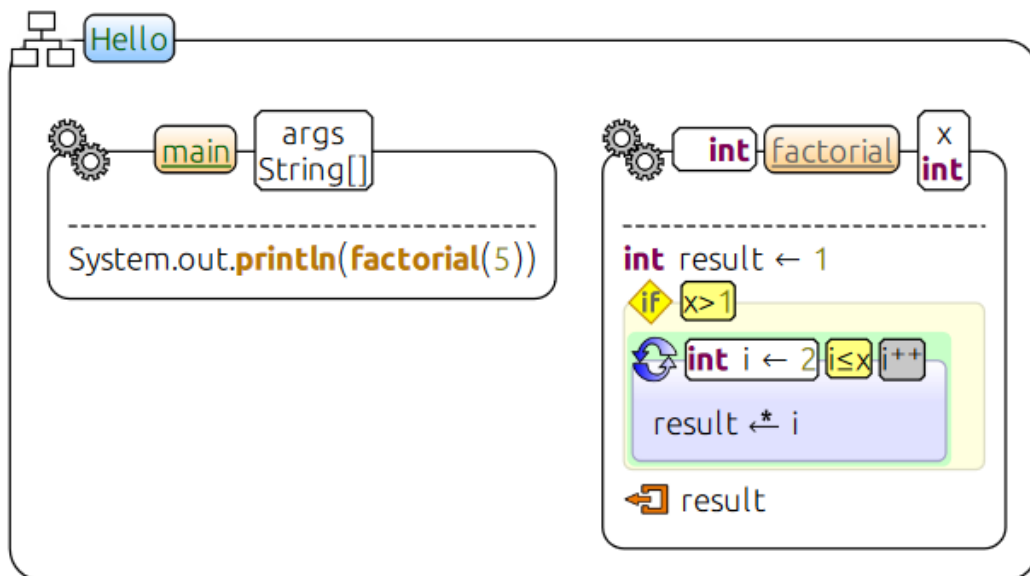 Hello
main args String[]
System.out.println(factorial(5))
int factorial x int
int result ← 1
if x>1
int i ← 2 i≤x i++
result ↞* i
result